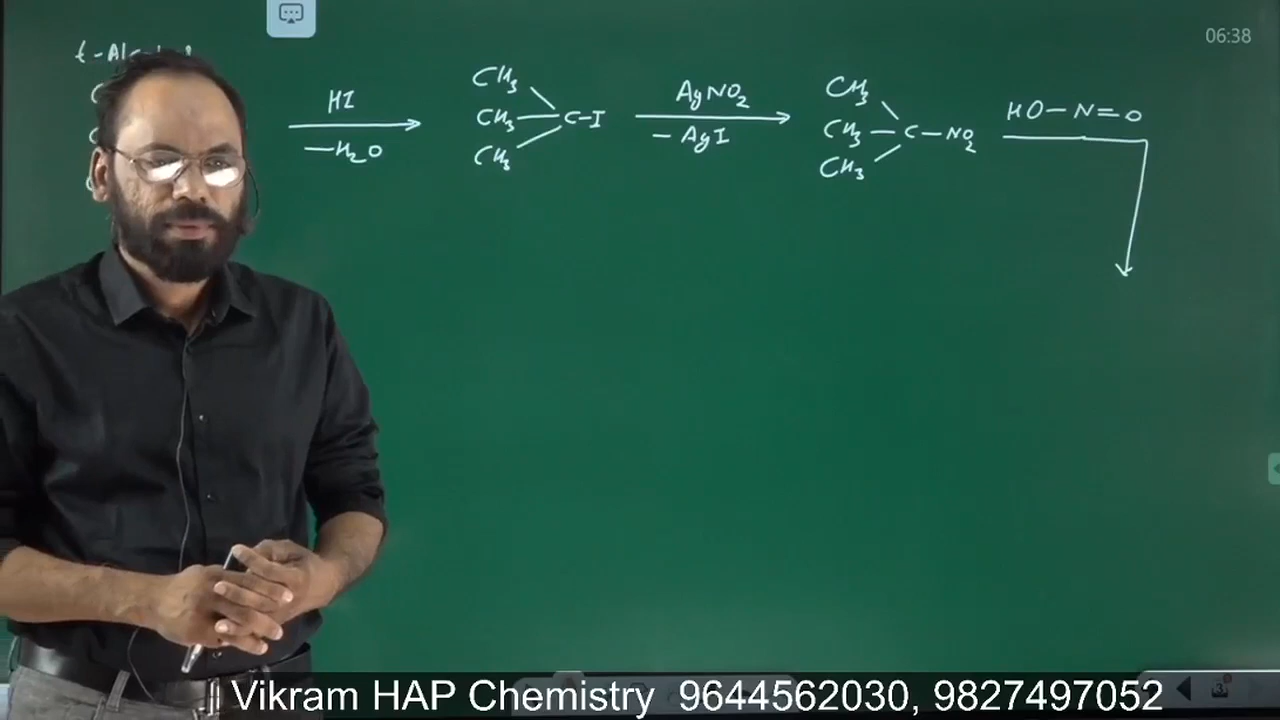 06:38
t-Alcohol
HI
-H₂O
CH₃
CH₃
CH₃
C-I
AgNO₂
- AgI
CH₃
CH₃
CH₃
C-NO₂
HO-N=O
Vikram HAP Chemistry 9644562030, 9827497052